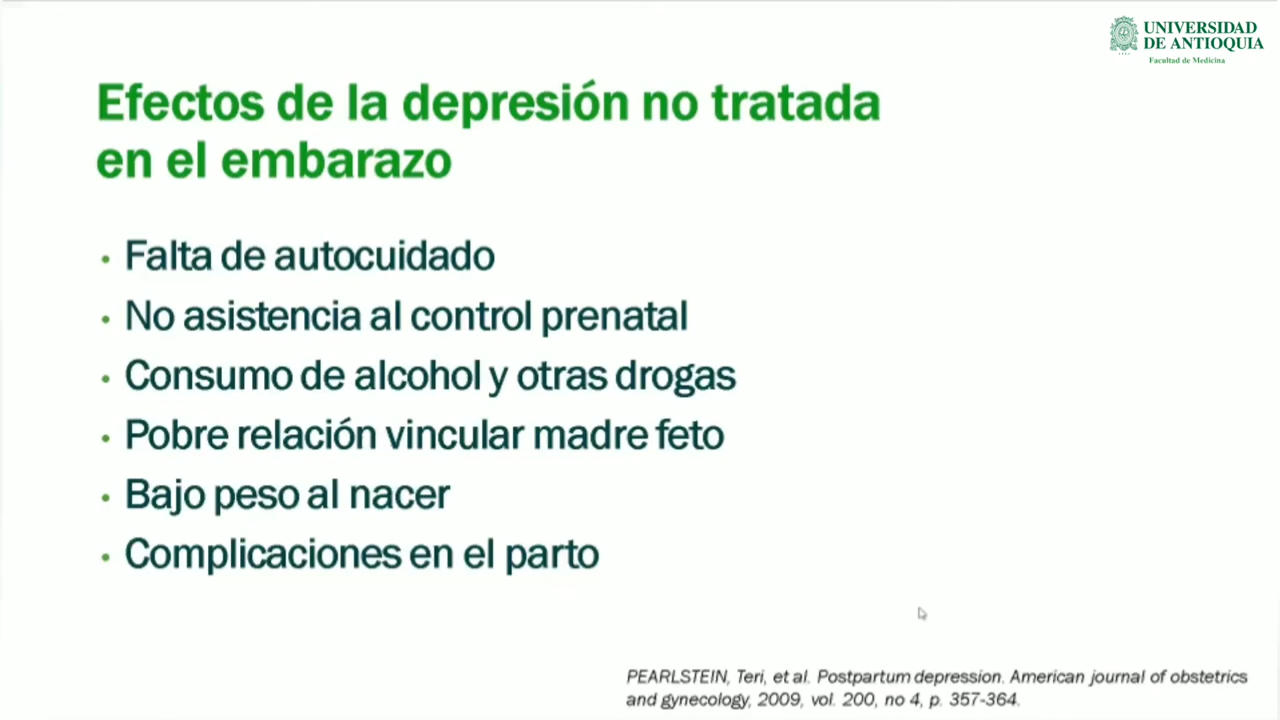 UNIVERSIDAD
DE ANTIOQUIA
Facultad de Medicina
Efectos de la depresión no tratada
en el embarazo
• Falta de autocuidado
• No asistencia al control prenatal
• Consumo de alcohol y otras drogas
• Pobre relación vincular madre feto
• Bajo peso al nacer
• Complicaciones en el parto
PEARLSTEIN, Teri, et al. Postpartum depression. American journal of obstetrics
and gynecology, 2009, vol. 200, no 4, p. 357-364.